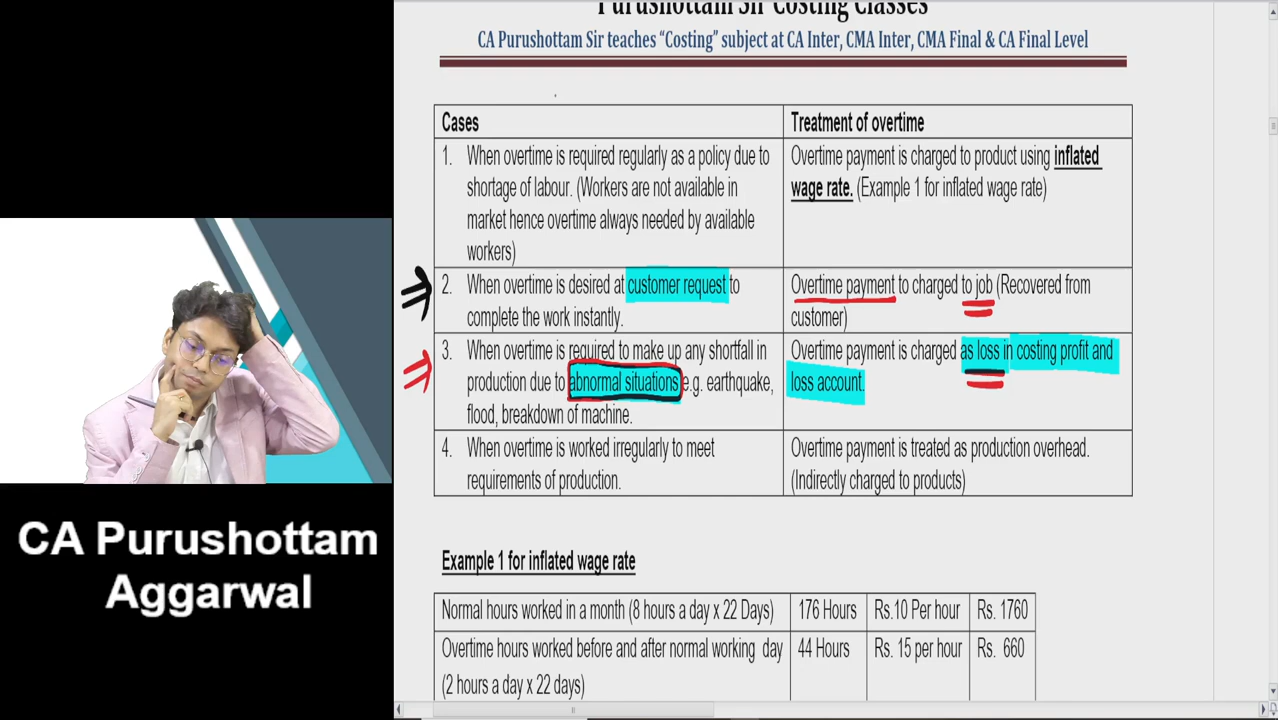 Purushottam Sir Costing Classes
CA Purushottam Sir teaches “Costing” subject at CA Inter, CMA Inter, CMA Final & CA Final Level
Cases
Treatment of overtime
1. When overtime is required regularly as a policy due to
shortage of labour. (Workers are not available in
market hence overtime always needed by available
workers)
Overtime payment is charged to product using inflated
wage rate. (Example 1 for inflated wage rate)
2. When overtime is desired at customer request to
complete the work instantly.
Overtime payment to charged to job (Recovered from
customer)
3. When overtime is required to make up any shortfall in
production due to abnormal situations e.g. earthquake,
flood, breakdown of machine.
Overtime payment is charged as loss in costing profit and
loss account.
4. When overtime is worked irregularly to meet
requirements of production.
Overtime payment is treated as production overhead.
(Indirectly charged to products)
CA Purushottam
Aggarwal
Example 1 for inflated wage rate
Normal hours worked in a month (8 hours a day x 22 Days) 176 Hours Rs.10 Per hour Rs. 1760
Overtime hours worked before and after normal working day 44 Hours Rs. 15 per hour Rs. 660
(2 hours a day x 22 days)